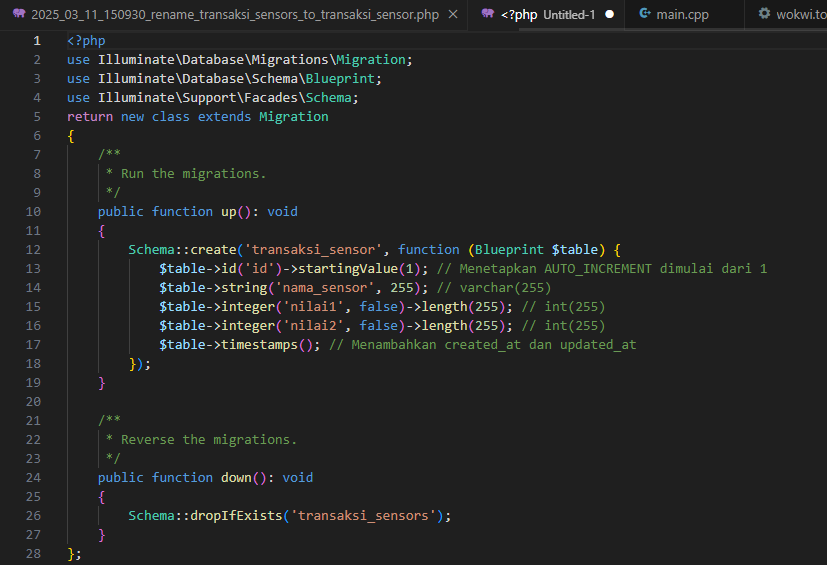 2025_03_11_150930_rename_transaksi_sensors_to_transaksi_sensor.php <?php Untitled-1 main.cpp wokwi.to
1 <?php
2 use Illuminate\Database\Migrations\Migration;
3 use Illuminate\Database\Schema\Blueprint;
4 use Illuminate\Support\Facades\Schema;
5 return new class extends Migration
6 {
7     /**
8      * Run the migrations.
9      */
10     public function up(): void
11     {
12         Schema::create('transaksi_sensor', function (Blueprint $table) {
13             $table->id('id')->startingValue(1); // Menetapkan AUTO_INCREMENT dimulai dari 1
14             $table->string('nama_sensor', 255); // varchar(255)
15             $table->integer('nilai1', false)->length(255); // int(255)
16             $table->integer('nilai2', false)->length(255); // int(255)
17             $table->timestamps(); // Menambahkan created_at dan updated_at
18         });
19     }
20
21     /**
22      * Reverse the migrations.
23      */
24     public function down(): void
25     {
26         Schema::dropIfExists('transaksi_sensors');
27     }
28 };